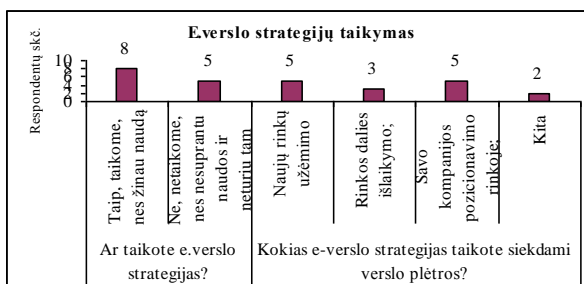 E.verslo strategijų taikymas
Respondentų skč.
10
8
6
4
2
0
8
5
5
3
5
2
Taip, taikome,
nes žinau naudą
Ne, netaikome,
nes nesuprantu
naudos ir
neturiu tam
Naujų rinkų
užėmimo
Rinkos dalies
išlaikymo;
Savo
kompanijos
pozicionavimo
rinkoje;
Kita
Ar taikote e.verslo
strategijas?
Kokias e-verslo strategijas taikote siekdami
verslo plėtros?